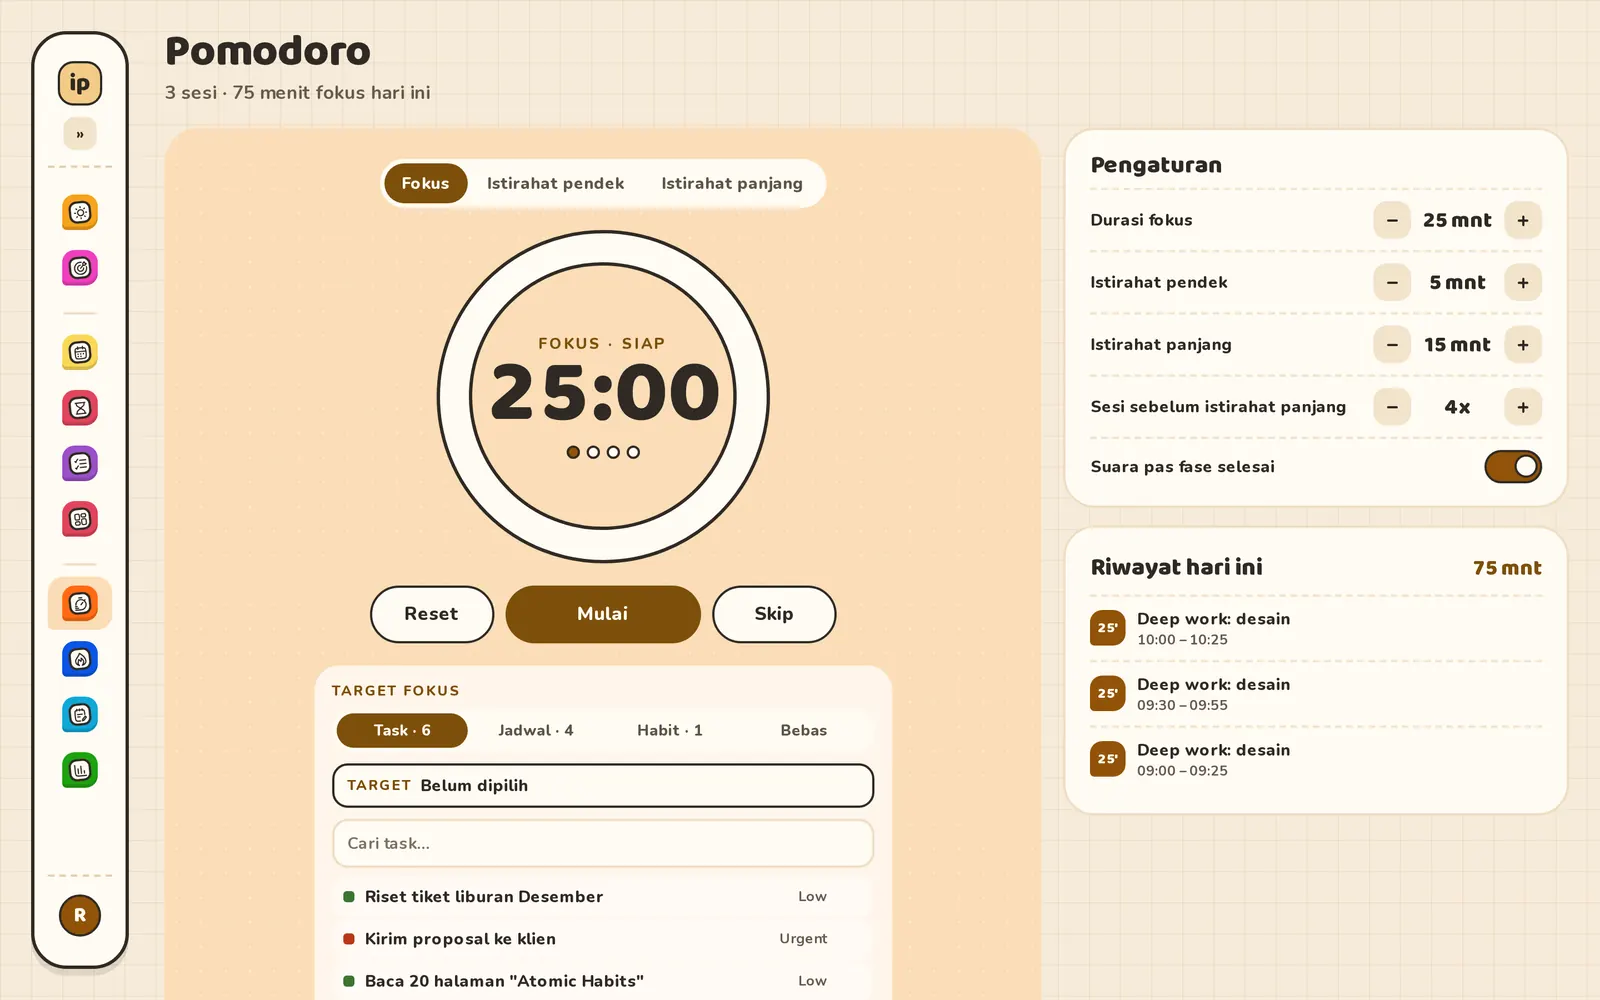 ip
»
R
Pomodoro
3 sesi · 75 menit fokus hari ini
Fokus
Istirahat pendek
Istirahat panjang
FOKUS · SIAP
25:00
Reset
Mulai
Skip
TARGET FOKUS
Task · 6
Jadwal · 4
Habit · 1
Bebas
TARGET Belum dipilih
Cari task...
Riset tiket liburan Desember Low
Kirim proposal ke klien Urgent
Baca 20 halaman "Atomic Habits" Low
Pengaturan
Durasi fokus − 25 mnt +
Istirahat pendek − 5 mnt +
Istirahat panjang − 15 mnt +
Sesi sebelum istirahat panjang − 4x +
Suara pas fase selesai
Riwayat hari ini 75 mnt
25' Deep work: desain
10:00 – 10:25
25' Deep work: desain
09:30 – 09:55
25' Deep work: desain
09:00 – 09:25